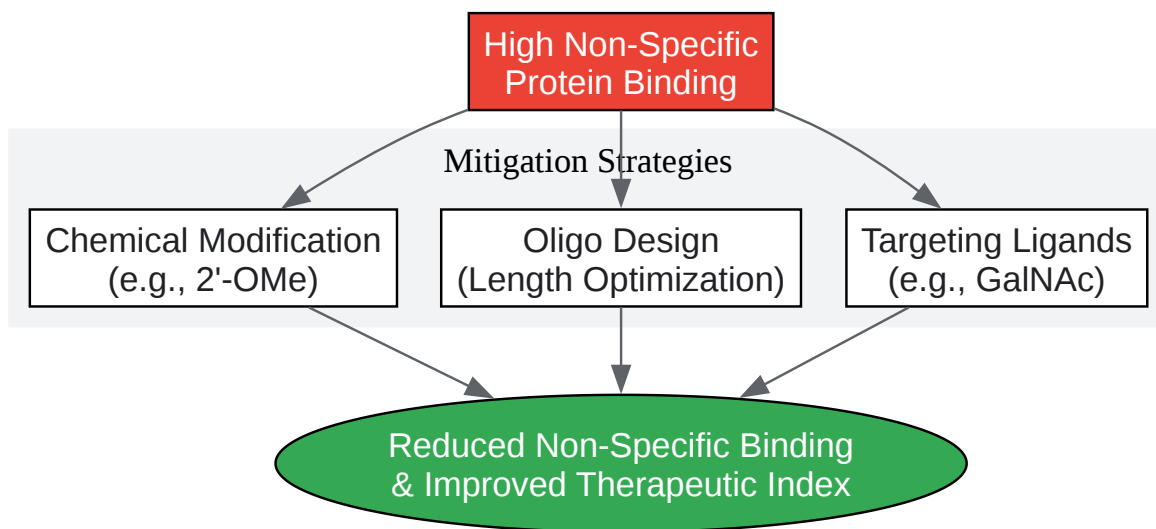 High Non-Specific
Protein Binding
Mitigation Strategies
Chemical Modification
(e.g., 2'-OMe)
Oligo Design
(Length Optimization)
Targeting Ligands
(e.g., GalNAc)
Reduced Non-Specific Binding
& Improved Therapeutic Index